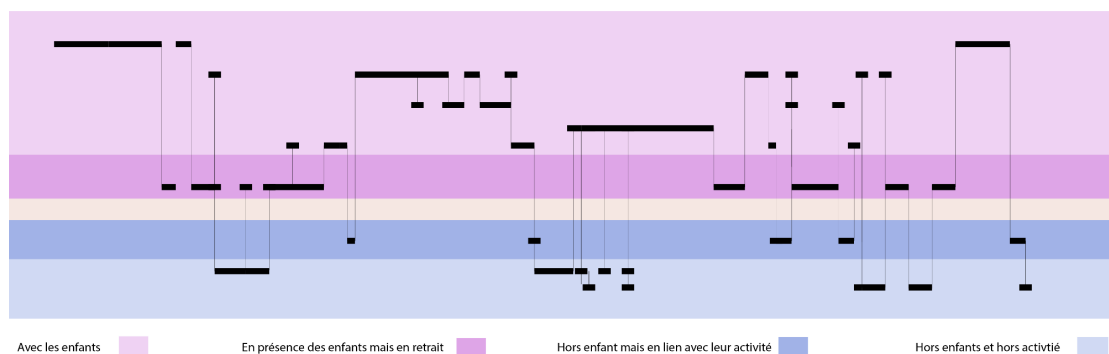 Avec les enfants
En présence des enfants mais en retrait
Hors enfant mais en lien avec leur activité
Hors enfants et hors activtié